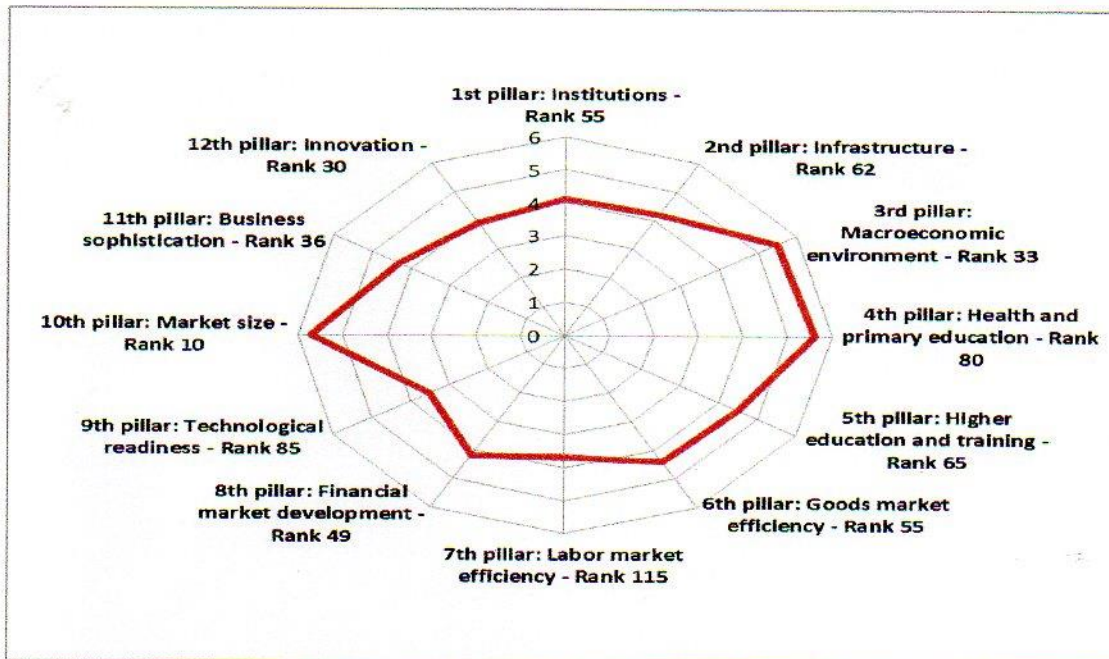 1st pillar: Institutions -
Rank 55
2nd pillar: Infrastructure -
Rank 62
3rd pillar:
Macroeconomic
environment - Rank 33
4th pillar: Health and
primary education - Rank
80
5th pillar: Higher
education and training -
Rank 65
6th pillar: Goods market
efficiency - Rank 55
7th pillar: Labor market
efficiency - Rank 115
8th pillar: Financial
market development -
Rank 49
9th pillar: Technological
readiness - Rank 85
10th pillar: Market size -
Rank 10
11th pillar: Business
sophistication - Rank 36
12th pillar: Innovation -
Rank 30
6
5
4
3
2
1
0